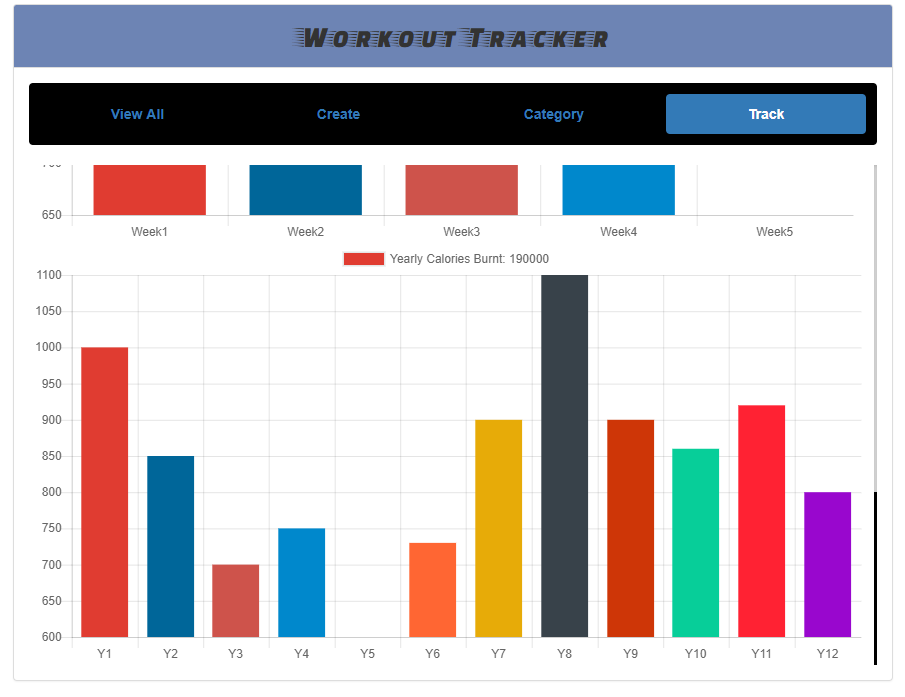 Workout Tracker
View All Create Category Track
650
Week1 Week2 Week3 Week4 Week5
Yearly Calories Burnt: 190000
1100
1050
1000
950
900
850
800
750
700
650
600
Y1 Y2 Y3 Y4 Y5 Y6 Y7 Y8 Y9 Y10 Y11 Y12